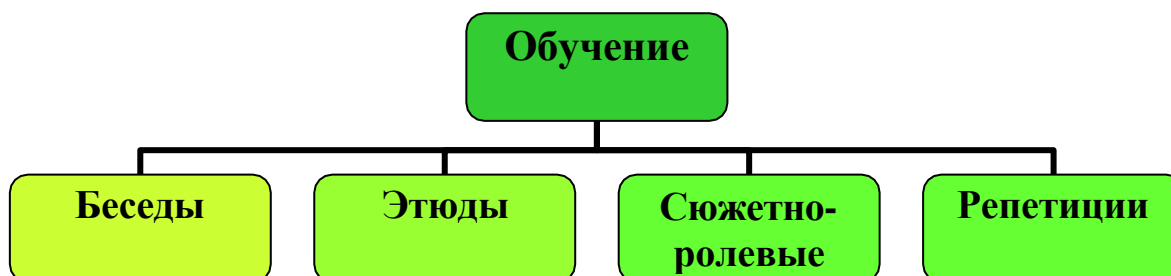 Обучение
Беседы
Этюды
Сюжетно-
ролевые
Репетиции